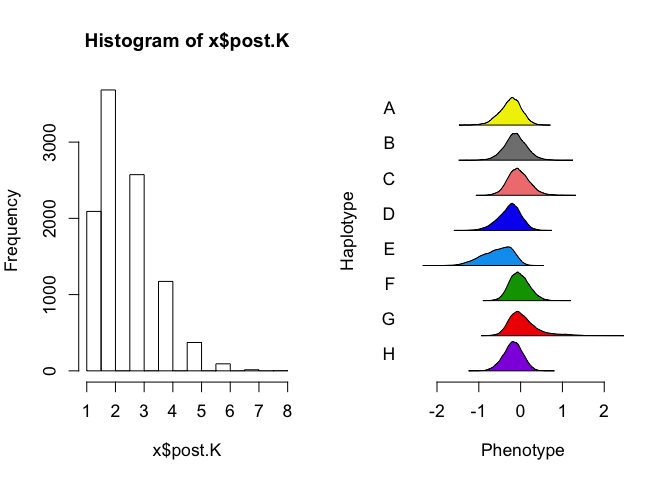 Histogram of x$post.K
Frequency
0
1000
2000
3000
1 2 3 4 5 6 7 8
x$post.K
Haplotype
A
B
C
D
E
F
G
H
-2 -1 0 1 2
Phenotype